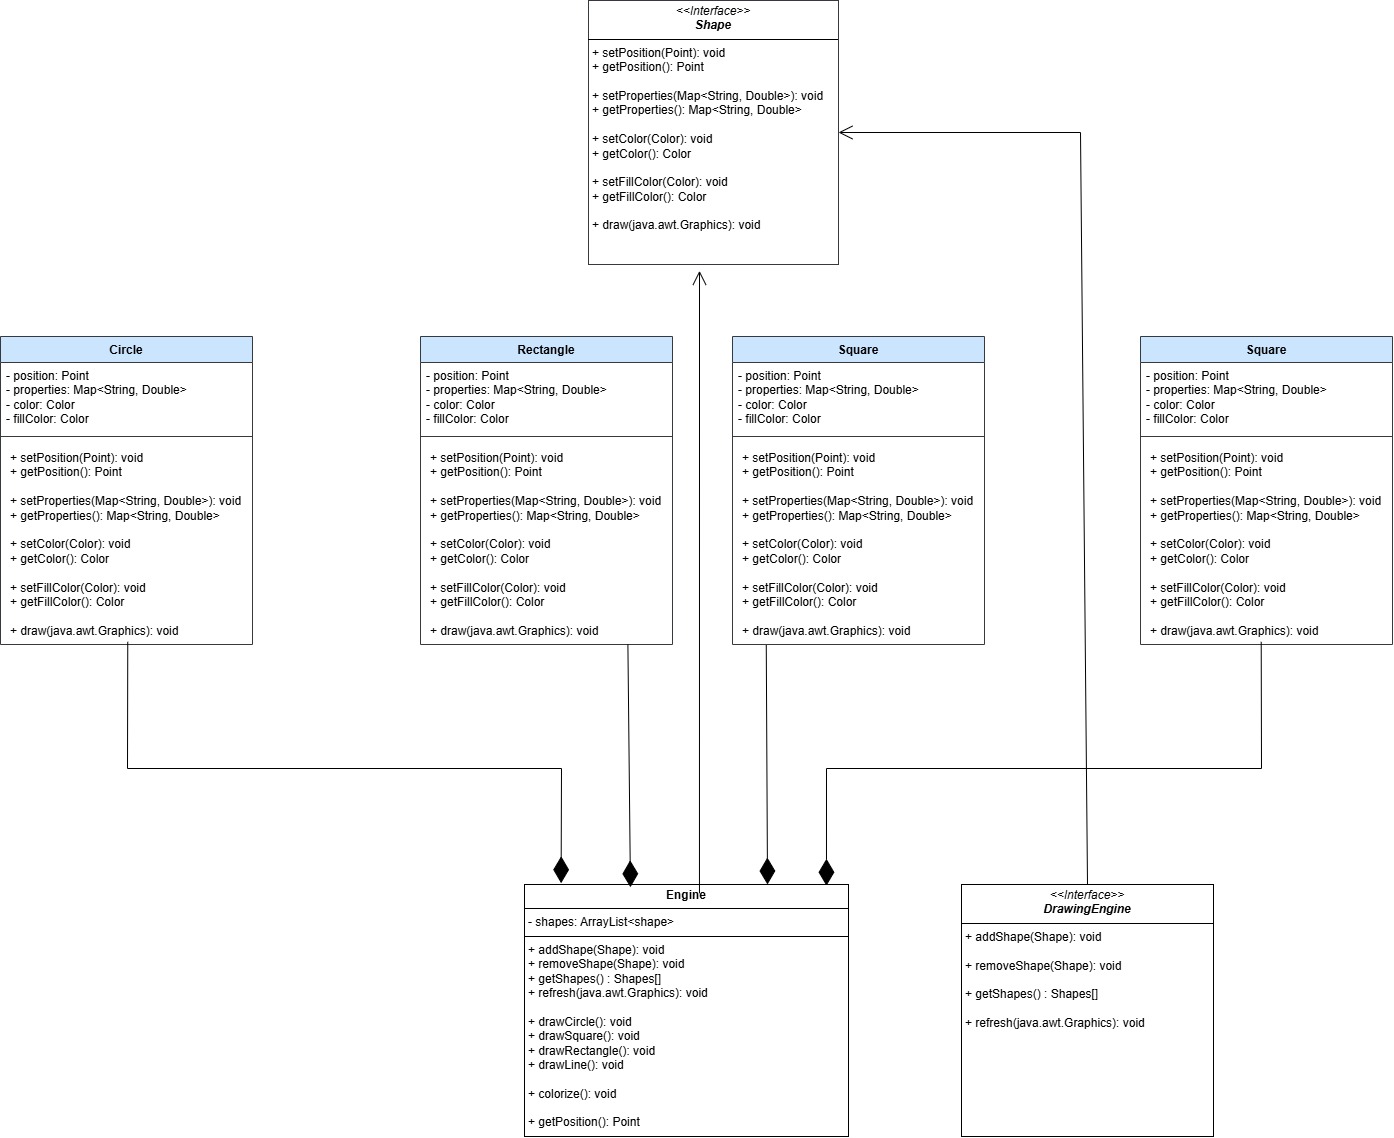 <<Interface>>
Shape
+ setPosition(Point): void
+ getPosition(): Point
+ setProperties(Map<String, Double>): void
+ getProperties(): Map<String, Double>
+ setColor(Color): void
+ getColor(): Color
+ setFillColor(Color): void
+ getFillColor(): Color
+ draw(java.awt.Graphics): void
Circle
- position: Point
- properties: Map<String, Double>
- color: Color
- fillColor: Color
+ setPosition(Point): void
+ getPosition(): Point
+ setProperties(Map<String, Double>): void
+ getProperties(): Map<String, Double>
+ setColor(Color): void
+ getColor(): Color
+ setFillColor(Color): void
+ getFillColor(): Color
+ draw(java.awt.Graphics): void
Rectangle
- position: Point
- properties: Map<String, Double>
- color: Color
- fillColor: Color
+ setPosition(Point): void
+ getPosition(): Point
+ setProperties(Map<String, Double>): void
+ getProperties(): Map<String, Double>
+ setColor(Color): void
+ getColor(): Color
+ setFillColor(Color): void
+ getFillColor(): Color
+ draw(java.awt.Graphics): void
Square
- position: Point
- properties: Map<String, Double>
- color: Color
- fillColor: Color
+ setPosition(Point): void
+ getPosition(): Point
+ setProperties(Map<String, Double>): void
+ getProperties(): Map<String, Double>
+ setColor(Color): void
+ getColor(): Color
+ setFillColor(Color): void
+ getFillColor(): Color
+ draw(java.awt.Graphics): void
Square
- position: Point
- properties: Map<String, Double>
- color: Color
- fillColor: Color
+ setPosition(Point): void
+ getPosition(): Point
+ setProperties(Map<String, Double>): void
+ getProperties(): Map<String, Double>
+ setColor(Color): void
+ getColor(): Color
+ setFillColor(Color): void
+ getFillColor(): Color
+ draw(java.awt.Graphics): void
Engine
- shapes: ArrayList<shape>
+ addShape(Shape): void
+ removeShape(Shape): void
+ getShapes() : Shapes[]
+ refresh(java.awt.Graphics): void
+ drawCircle(): void
+ drawSquare(): void
+ drawRectangle(): void
+ drawLine(): void
+ colorize(): void
+ getPosition(): Point
<<Interface>>
DrawingEngine
+ addShape(Shape): void
+ removeShape(Shape): void
+ getShapes() : Shapes[]
+ refresh(java.awt.Graphics): void